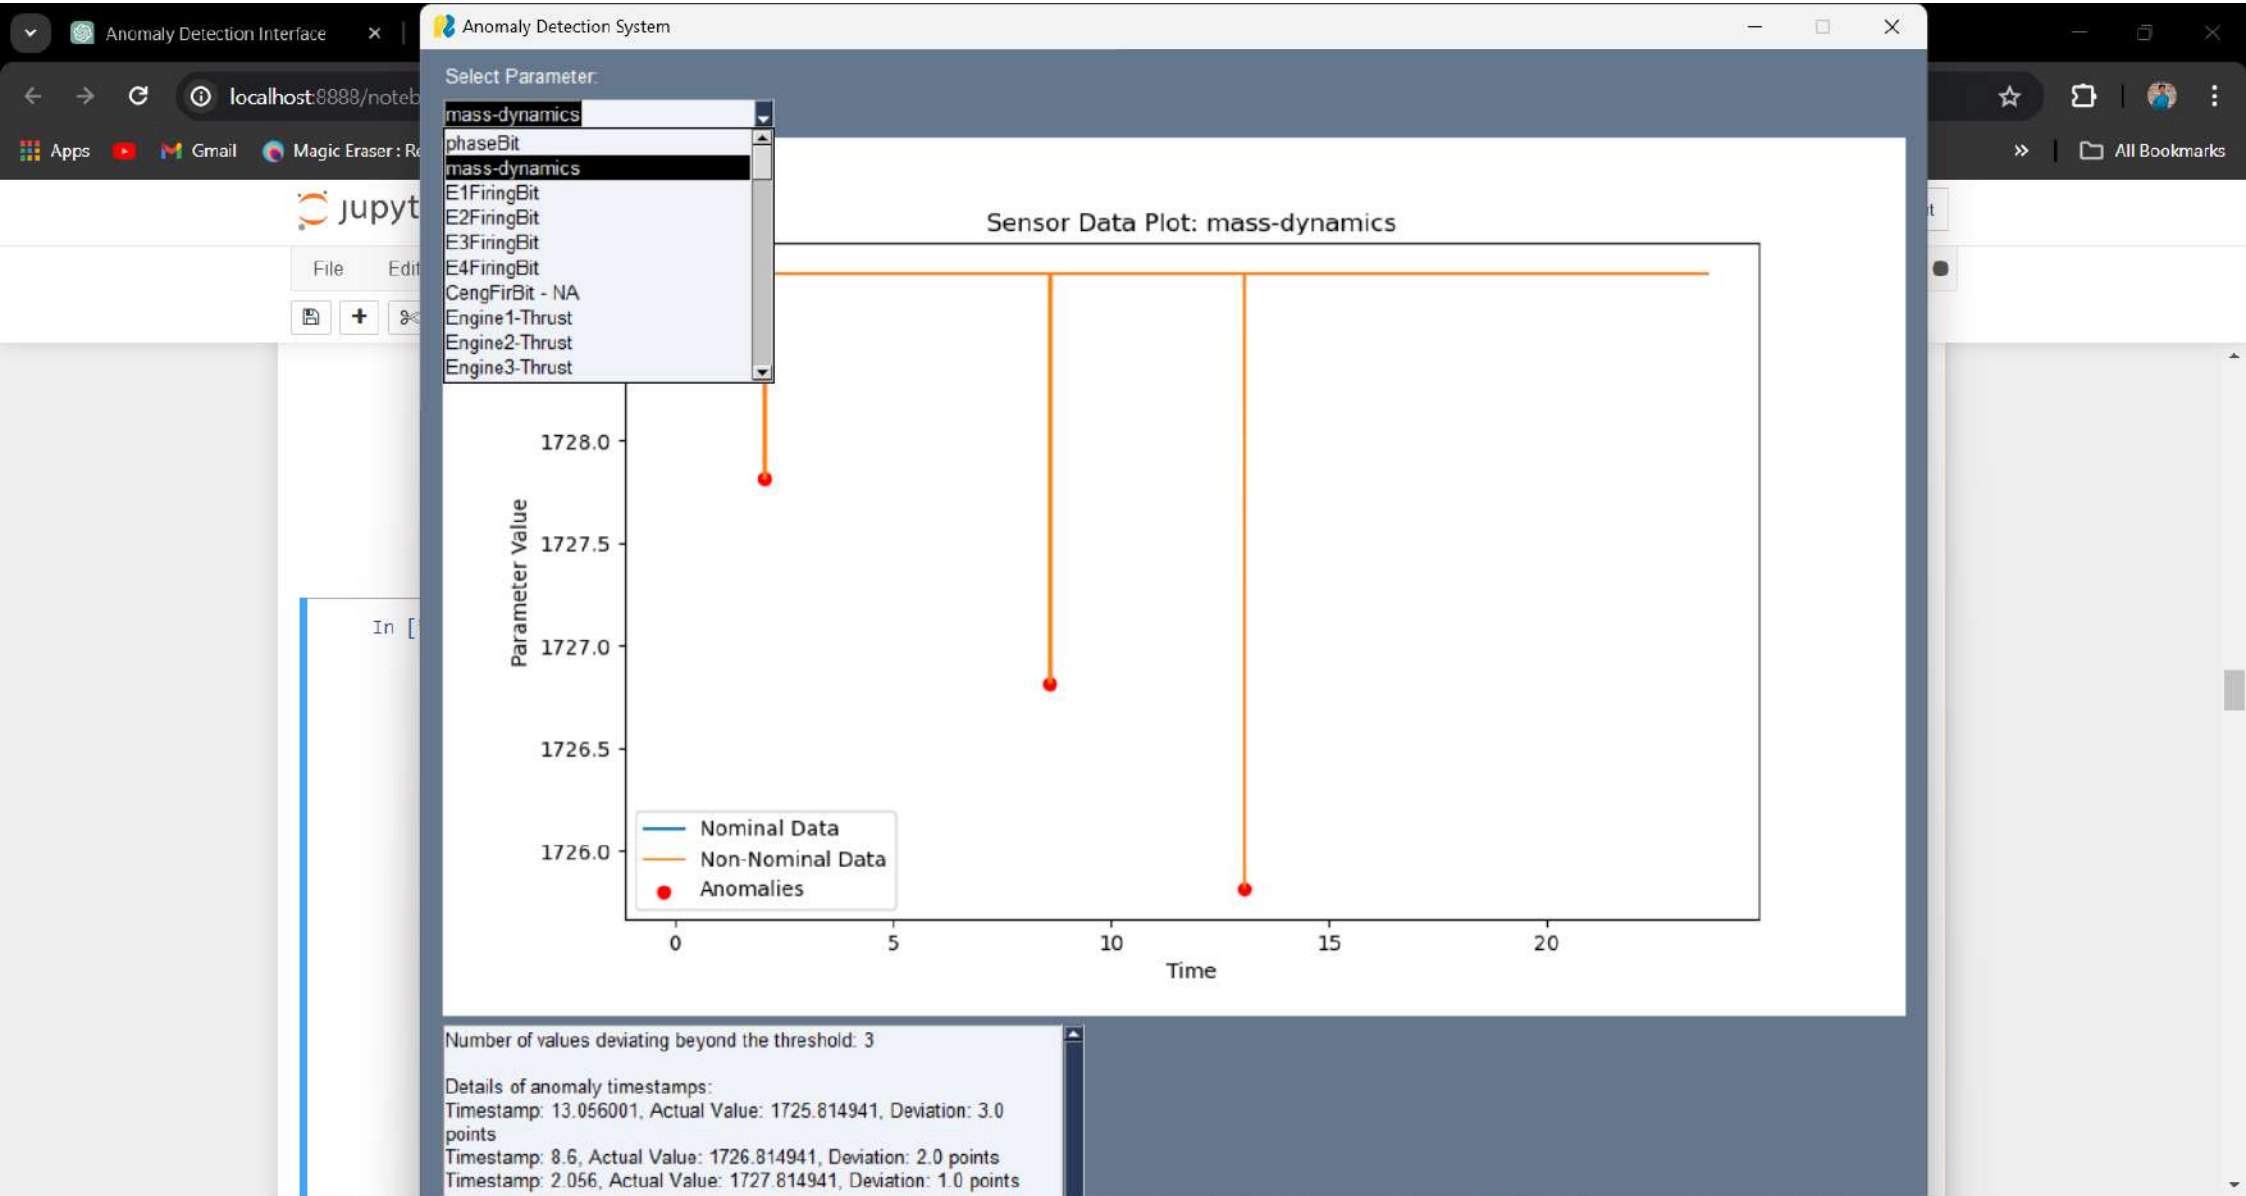 Anomaly Detection Interface
Anomaly Detection System
localhost:8888/noteb
Select Parameter:
mass-dynamics
Apps
Gmail
Magic Eraser : Re
All Bookmarks
phaseBit
mass-dynamics
E1FiringBit
E2FiringBit
E3FiringBit
E4FiringBit
CengFirBit - NA
Engine1-Thrust
Engine2-Thrust
Engine3-Thrust
jupyt
File Edit
In [
Sensor Data Plot: mass-dynamics
1728.0
1727.5
1727.0
1726.5
1726.0
Parameter Value
Nominal Data
Non-Nominal Data
Anomalies
0 5 10 15 20
Time
Number of values deviating beyond the threshold: 3
Details of anomaly timestamps:
Timestamp: 13.056001, Actual Value: 1725.814941, Deviation: 3.0
points
Timestamp: 8.6, Actual Value: 1726.814941, Deviation: 2.0 points
Timestamp: 2.056, Actual Value: 1727.814941, Deviation: 1.0 points